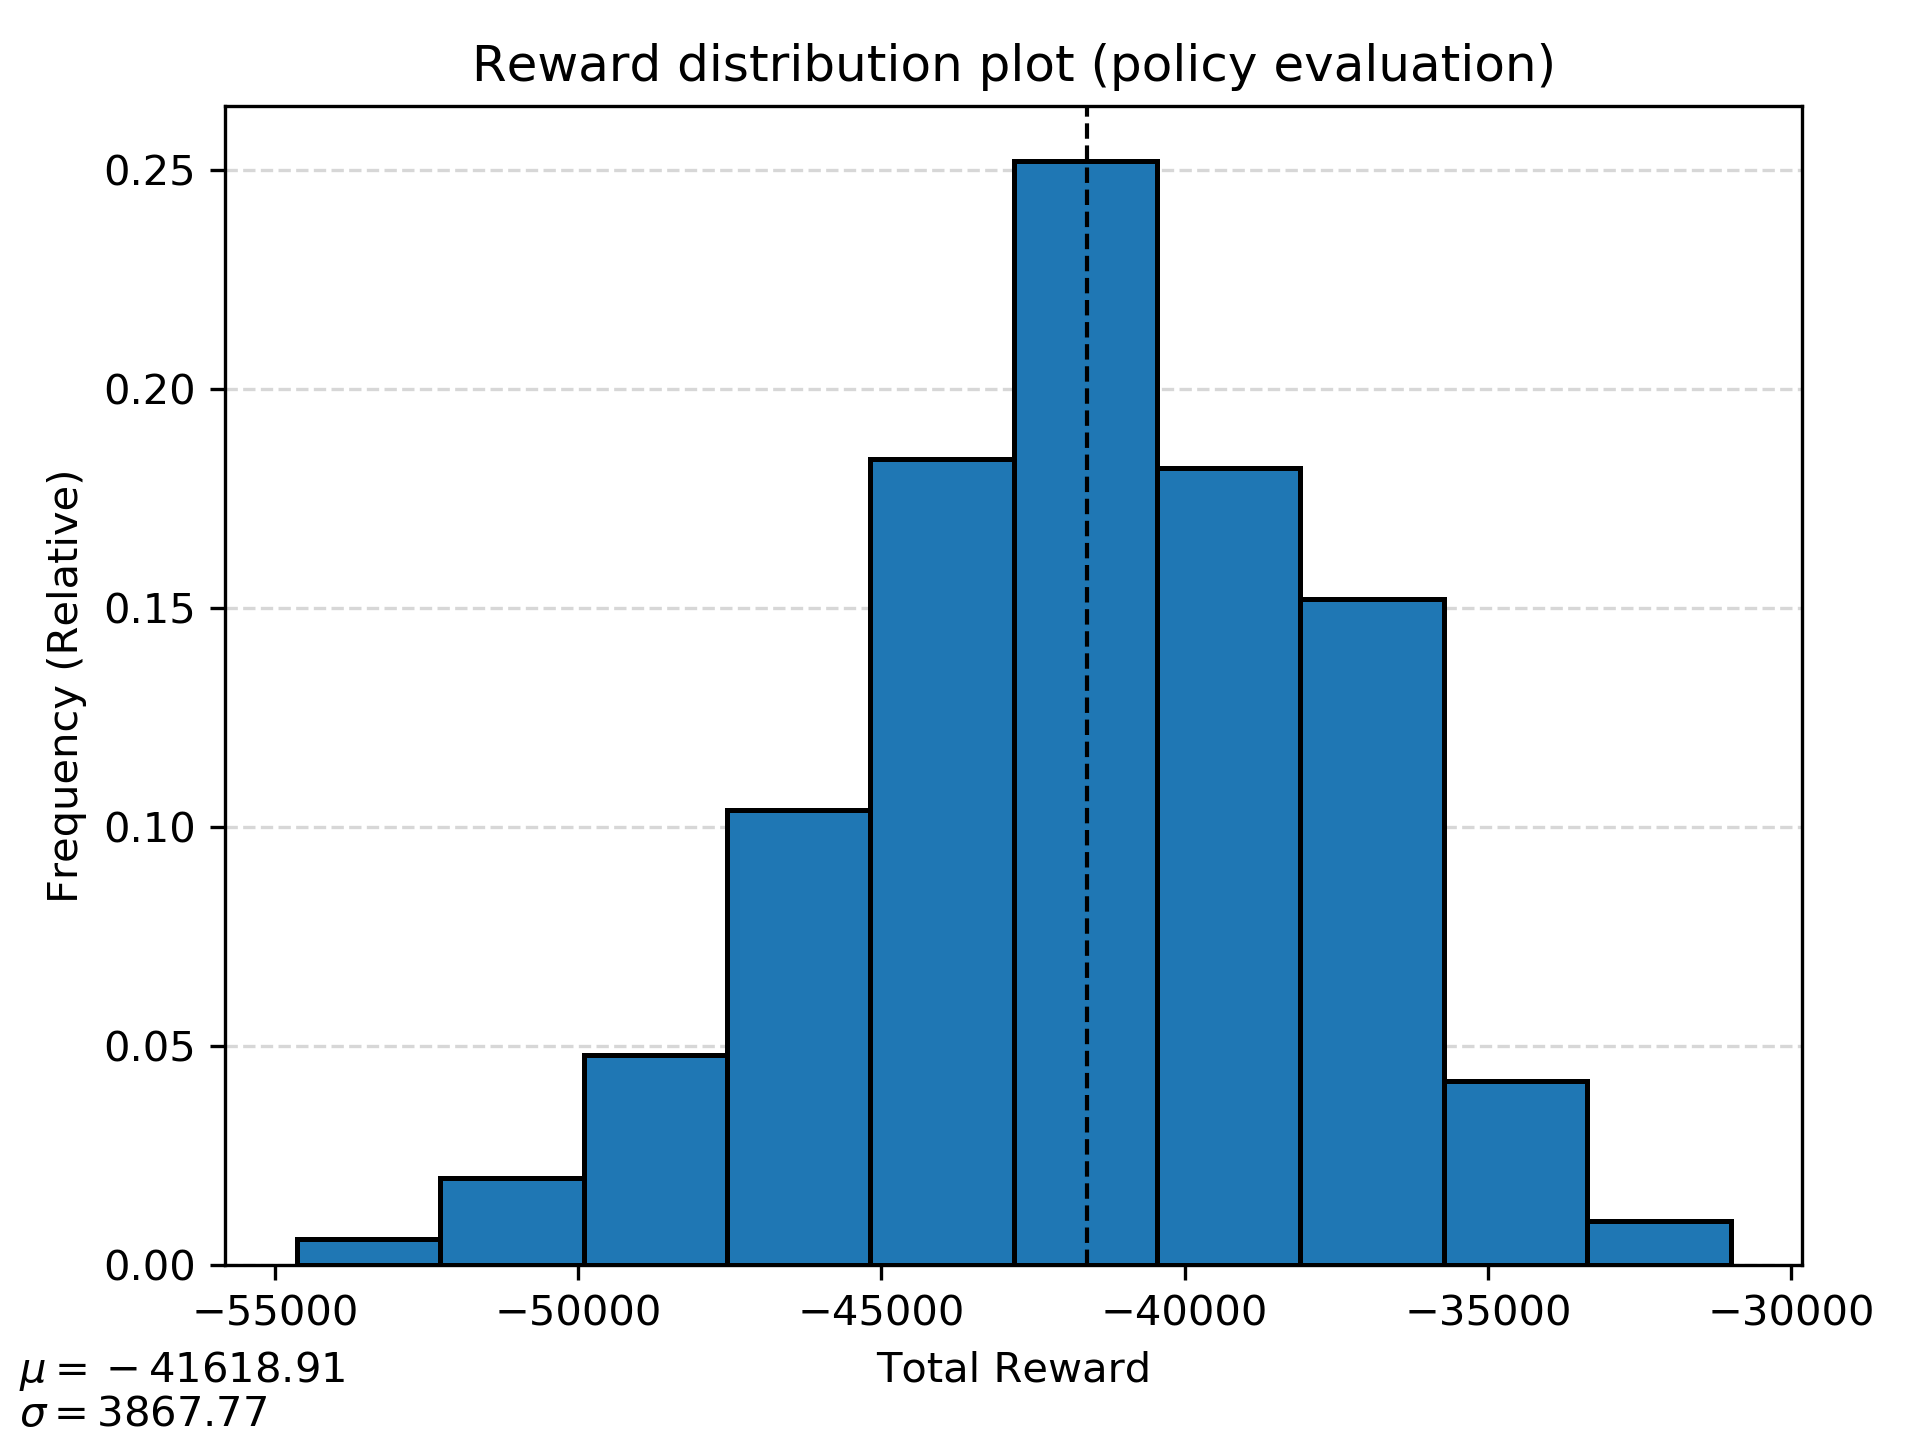 Reward distribution plot (policy evaluation)
Frequency (Relative)
0.25
0.20
0.15
0.10
0.05
0.00
−55000 −50000 −45000 −40000 −35000 −30000
Total Reward
μ = −41618.91
σ = 3867.77